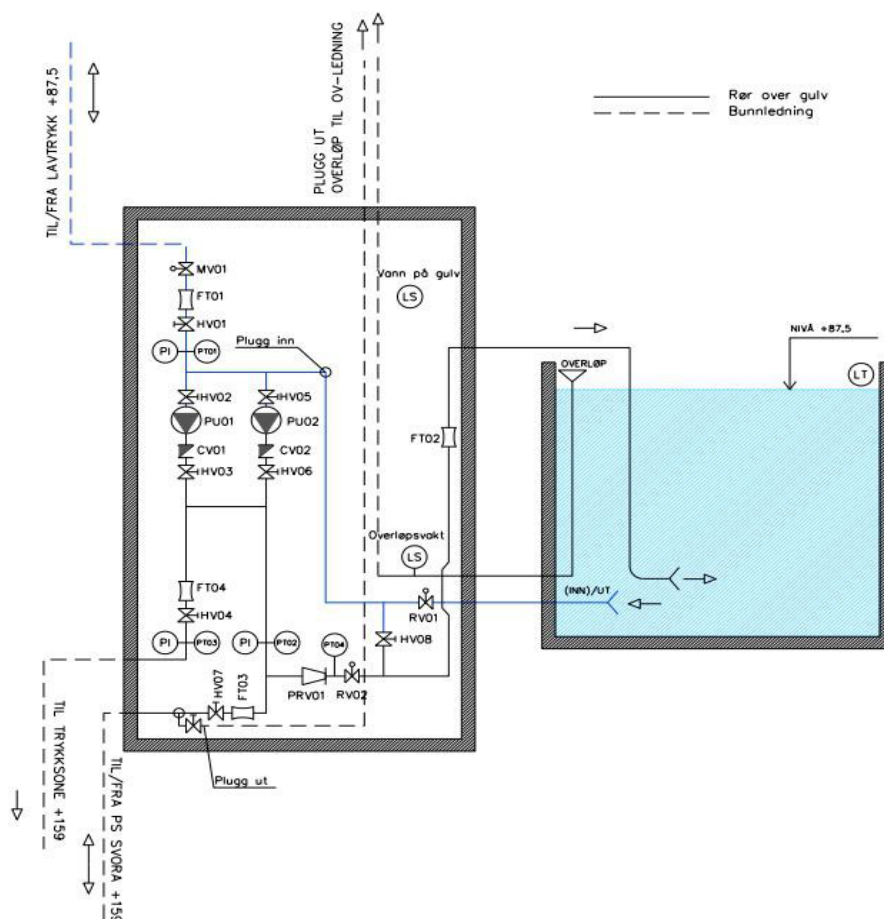 TIL/FRA LAVTRYKK +87.5
PLUGG UT
OVERLØP TIL OV-LEDNING
Rør over gulv
Bunnledning
MV01
Vann på gulv
FT01
LS
HV01
Plugg inn
NIVÅ +87.5
PI
PT01
OVERLØP
LT
HV02
HV05
PU01
PU02
FT02
CV01
CV02
HV03
HV06
Overløpsvakt
LS
FT04
(INN)/UT
HV04
RV01
PI
PT03
PI
PT02
PT04
HV08
HV07
FT03
PRV01
RV02
Plugg ut
TIL TRYKKSONE +159
TIL/FRA PS SVORA +159